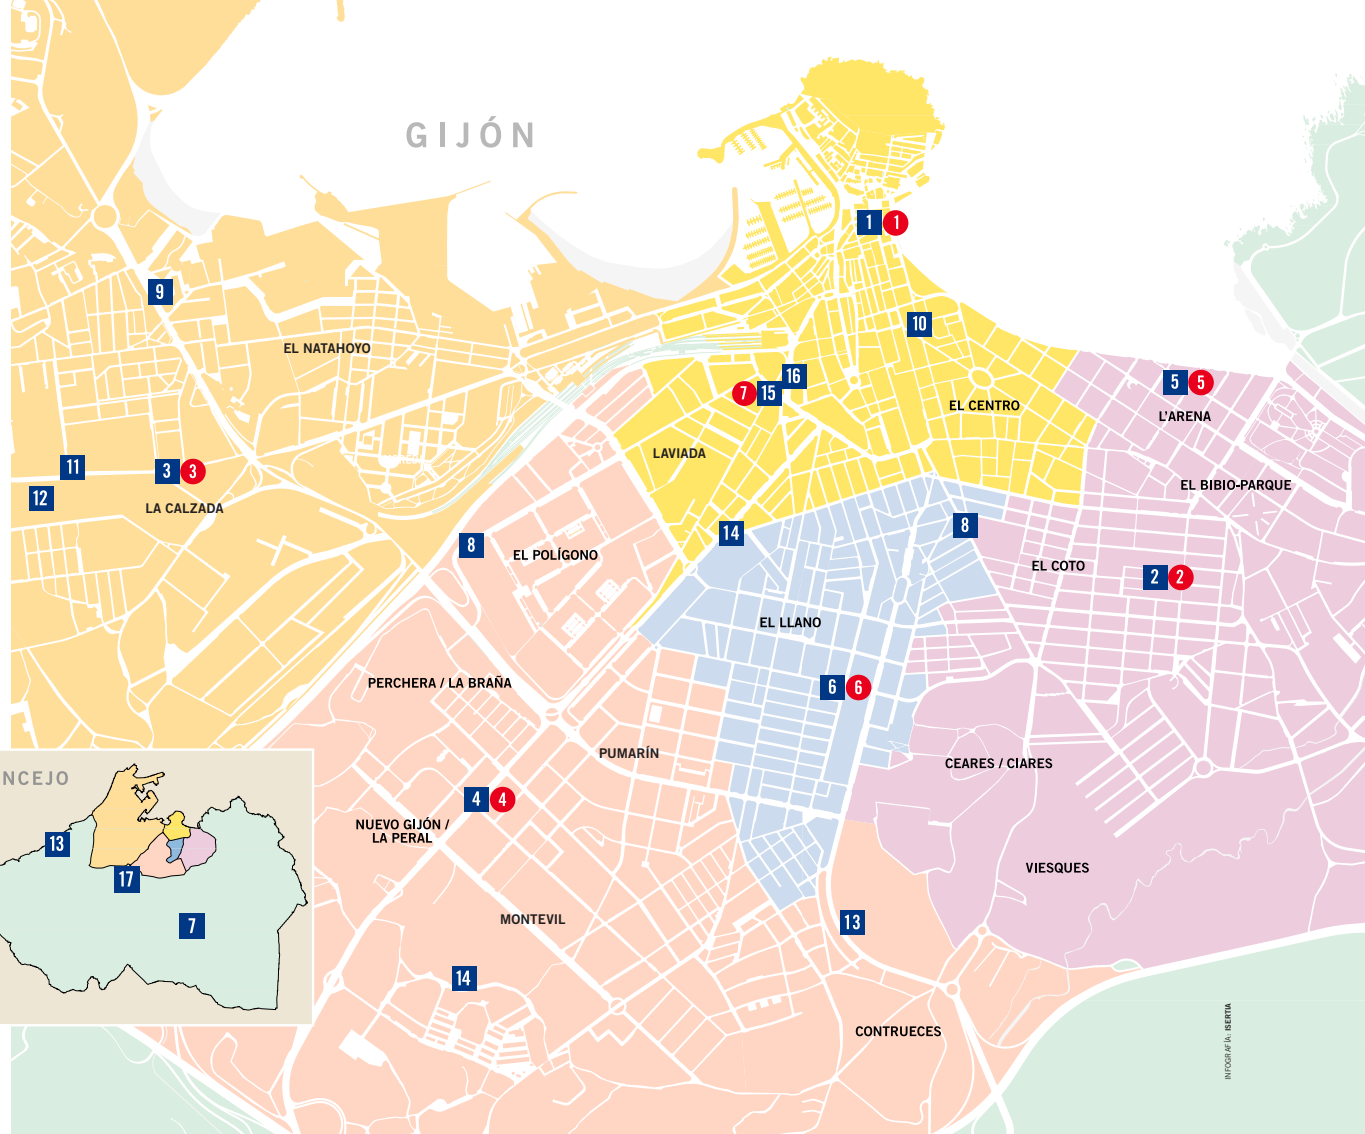 GIJÓN
1 1
9
10
EL NATAHOYO
16
7 15
5 5
EL CENTRO
L'ARENA
LAVIADA
11
3 3
12
EL BIBIO-PARQUE
LA CALZADA
8
14
8
EL POLÍGONO
EL COTO
2 2
EL LLANO
PERCHERA / LA BRAÑA
6 6
PUMARÍN
CEARES / CIARES
NCEJO
4 4
NUEVO GIJÓN /
LA PERAL
13
17
7
VIESQUES
MONTEVIL
13
14
CONTRUECES
INFOGRAFÍA: ISERTIA